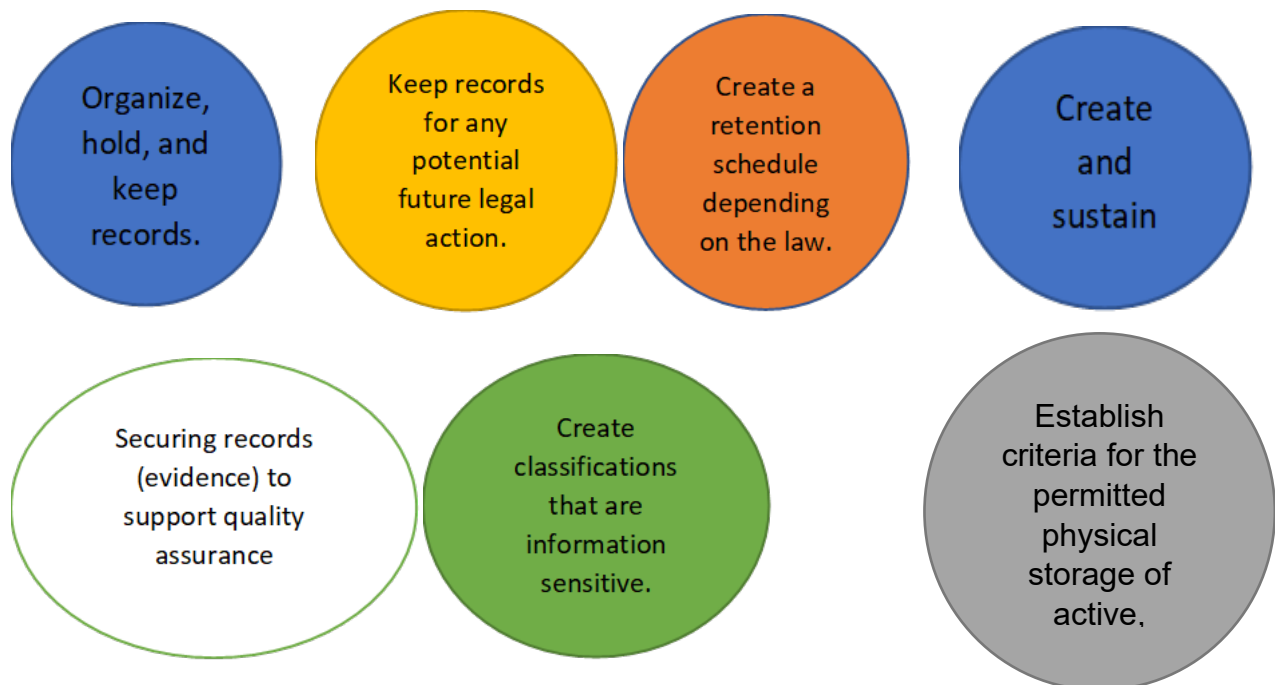 Organize,
hold, and
keep
records.
Keep records
for any
potential
future legal
action.
Create a
retention
schedule
depending
on the law.
Create
and
sustain
Securing records
(evidence) to
support quality
assurance
Create
classifications
that are
information
sensitive.
Establish
criteria for the
permitted
physical
storage of
active,